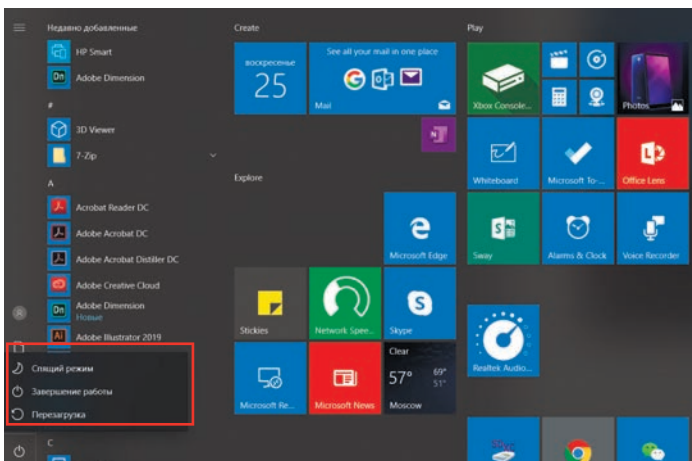 Недавно добавленные
HP Smart
Dn
Adobe Dimension
#
3D Viewer
7-Zip
A
Acrobat Reader DC
Adobe Acrobat DC
Adobe Acrobat Distiller DC
Adobe Creative Cloud
Dn
Adobe Dimension
Новые
Ai
Adobe Illustrator 2019
Спящий режим
Завершение работы
Перезагрузка
C
Create
воскресенье
25
See all your mail in one place
Mail
N
Explore
Microsoft Edge
Stickies
Network Spee...
Skype
Microsoft Re...
Microsoft News
Clear
57° 69°
51°
Moscow
Play
Xbox Console...
Photos
Whiteboard
Microsoft To-...
Office Lens
Sway
Alarms & Clock
Voice Recorder
Realtek Audio...